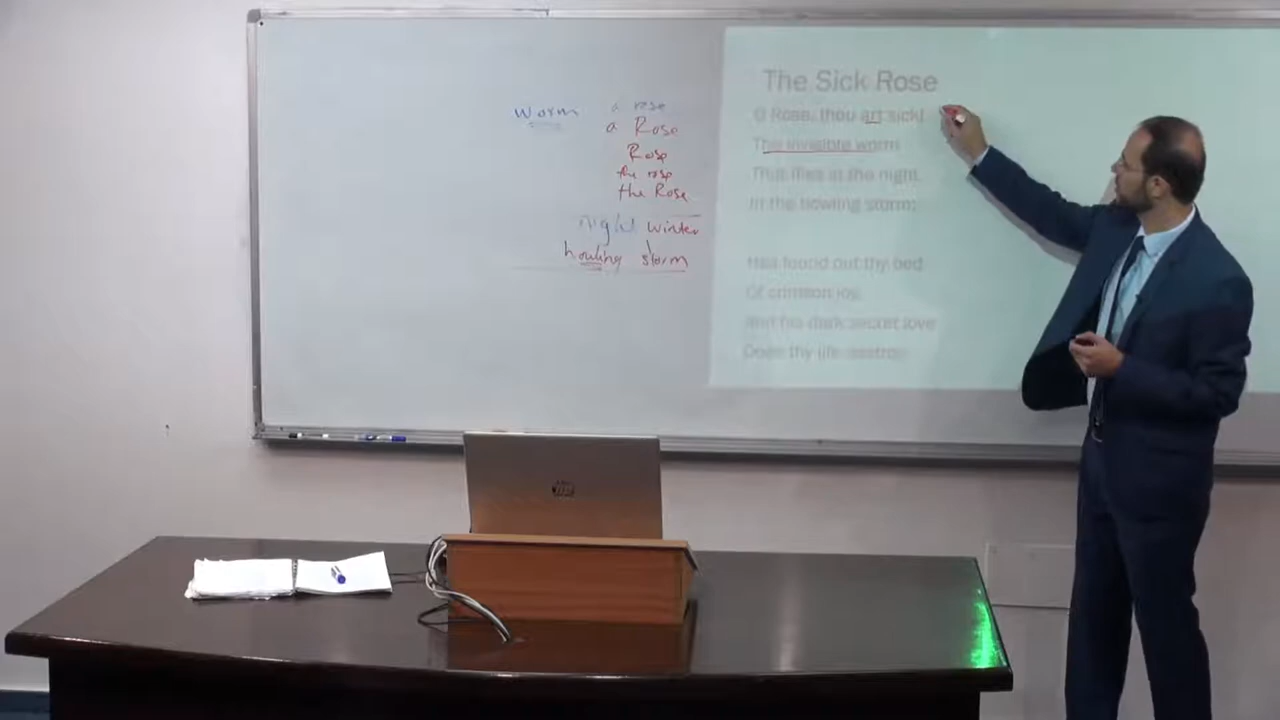 worm
a rose
a Rose
Rose
the rose
the Rose
night winter
howling storm
The Sick Rose
O Rose, thou art sick!
The invisible worm
That flies in the night
In the howling storm:
Has found out thy bed
Of crimson joy
And his dark secret love
Does thy life destroy